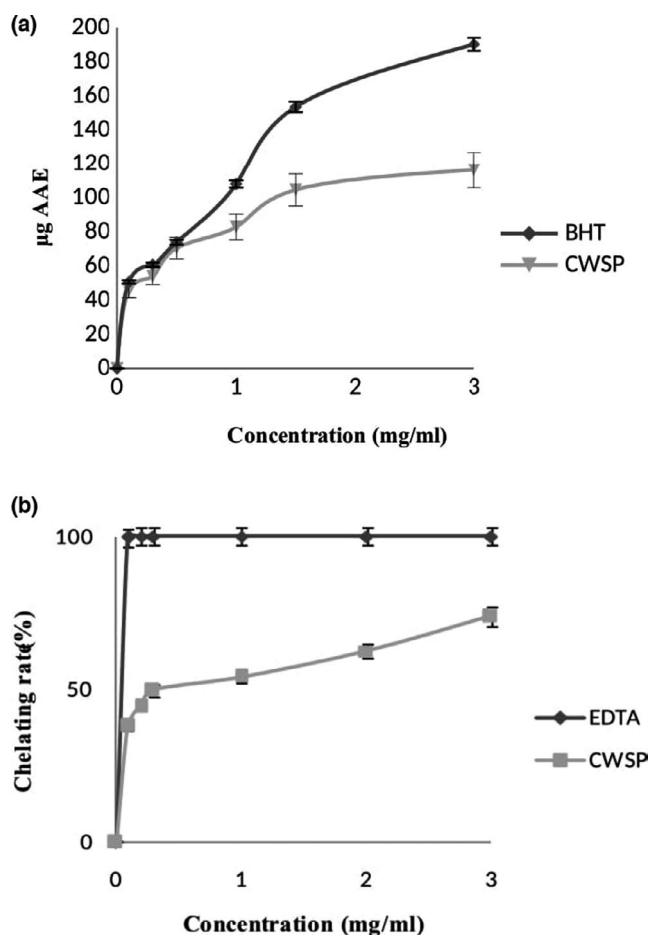 (a)
200
180
160
140
120
100
80
60
40
20
0
µg AAE
0 1 2 3
Concentration (mg/ml)
BHT
CWSP
(b)
100
50
0
Chelating rate(%)
0 1 2 3
Concentration (mg/ml)
EDTA
CWSP